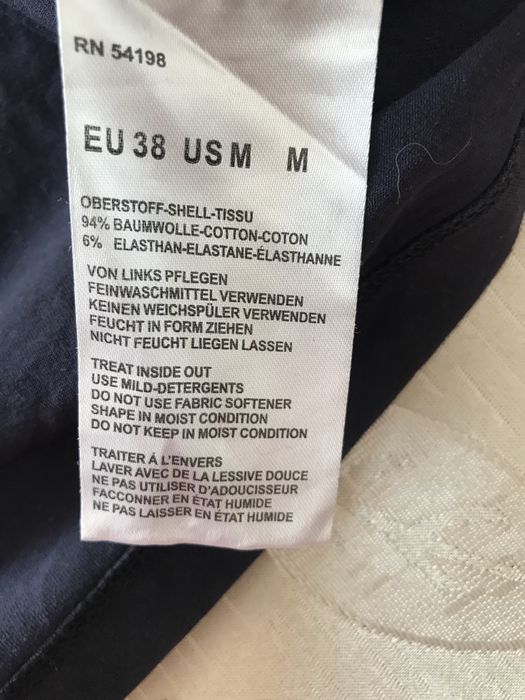 RN 54198
EU 38 US M M
OBERSTOFF-SHELL-TISSU
94% BAUMWOLLE-COTTON-COTON
6% ELASTHAN-ELASTANE-ÉLASTHANNE
VON LINKS PFLEGEN
FEINWASCHMITTEL VERWENDEN
KEINEN WEICHSPÜLER VERWENDEN
FEUCHT IN FORM ZIEHEN
NICHT FEUCHT LIEGEN LASSEN
TREAT INSIDE OUT
USE MILD-DETERGENTS
DO NOT USE FABRIC SOFTENER
SHAPE IN MOIST CONDITION
DO NOT KEEP IN MOIST CONDITION
TRAITER Á L'ENVERS
LAVER AVEC DE LA LESSIVE DOUCE
NE PAS UTILISER D'ADOUCISSEUR
FACCONNER EN ÉTAT HUMIDE
NE PAS LAISSER EN ÉTAT HUMIDE